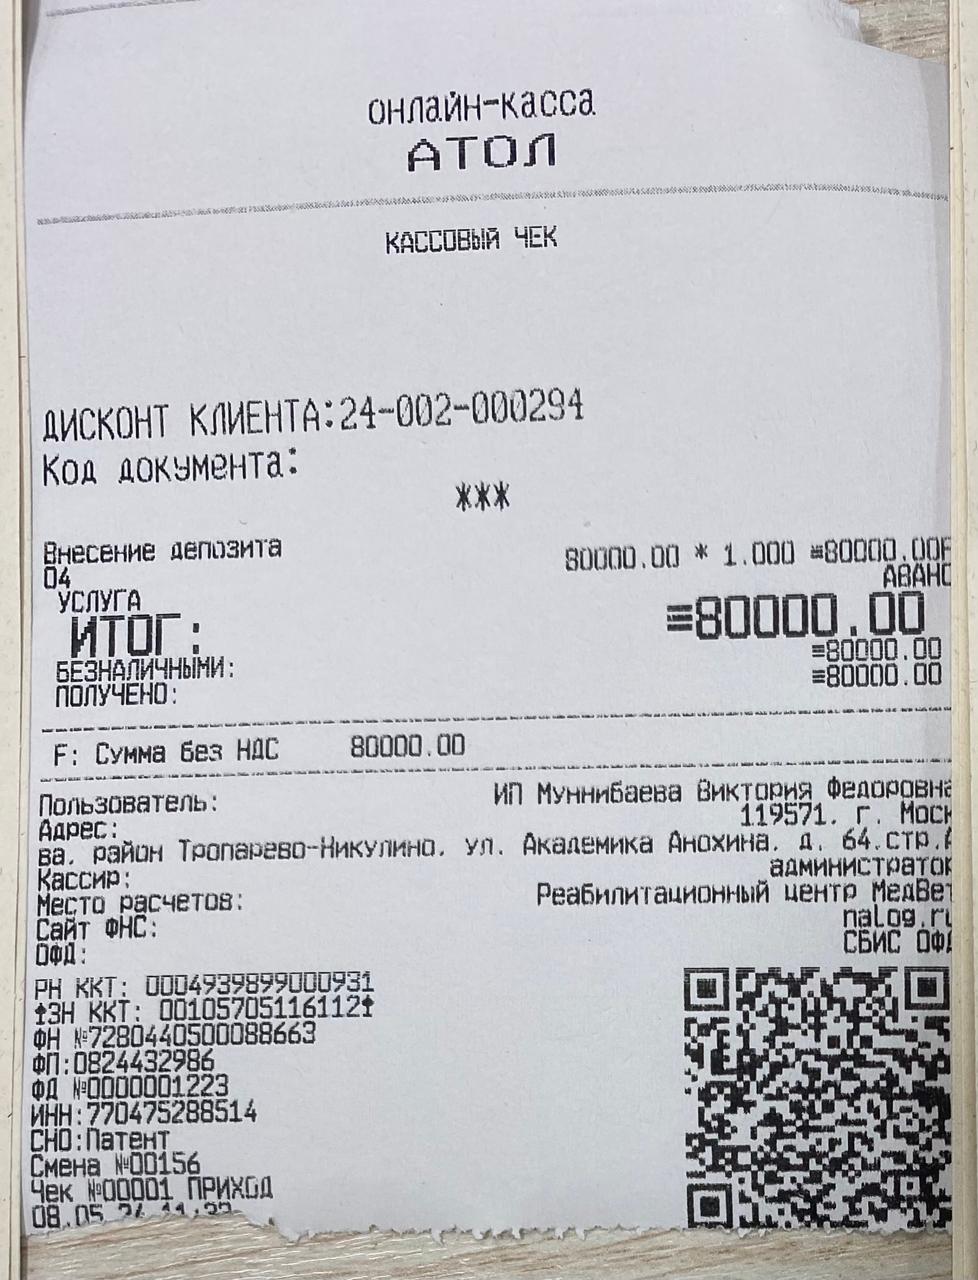 онлайн-касса
АТОЛ
КАССОВЫЙ ЧЕК
ДИСКОНТ КЛИЕНТА:24-002-000294
Код документа:
***
Внесение депозита
80000.00 * 1.000 ≡80000.00
04 АВАНС
УСЛУГА
ИТОГ: ≡80000.00
БЕЗНАЛИЧНЫМИ: ≡80000.00
ПОЛУЧЕНО: ≡80000.00
F: Сумма без НДС 80000.00
Пользователь: ИП Муннибаева Виктория Федоровна
Адрес: 119571, г. Моск
ва, район Тропарево-Никулино, ул. Академика Анохина, д. 64,стр.
Кассир: администратор
Место расчетов: Реабилитационный центр МедВет
Сайт ФНС: nalog.ru
ОФД: СБИС ОФД
РН ККТ: 0004939899000931
↑ЗН ККТ: 00105705116112↑
ФН №7280440500088663
ФП:0824432986
ФД №0000001223
ИНН:770475288514
СНО:Патент
Смена №00156
Чек №00001 ПРИХОД
08.05.24